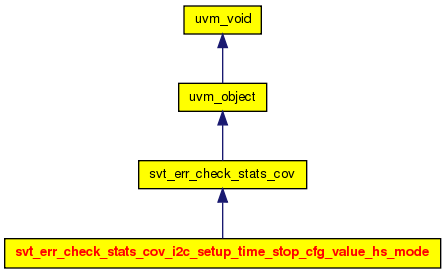 uvm_void
uvm_object
svt_err_check_stats_cov
svt_err_check_stats_cov_i2c_setup_time_stop_cfg_value_hs_mode